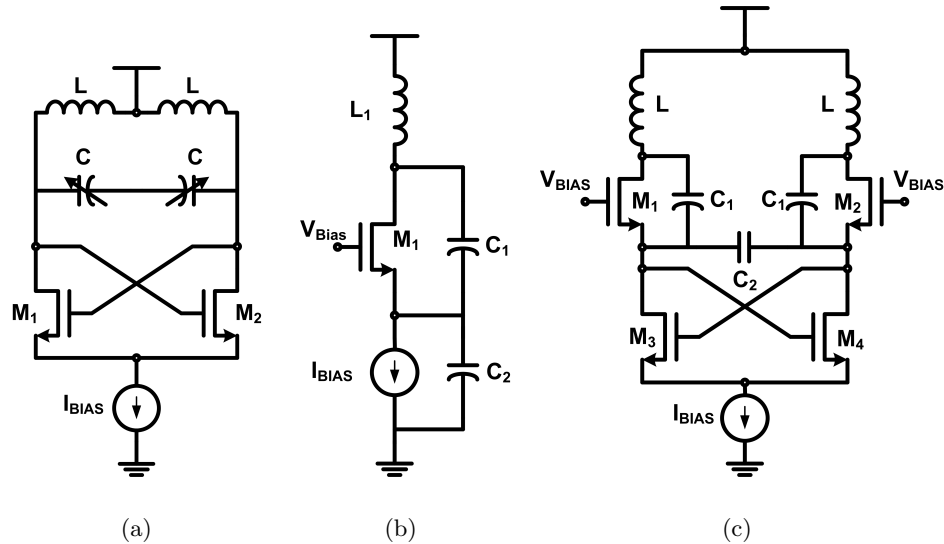 L L
C C
M1 M2
IBIAS
(a)
L1
VBias M1 C1
IBIAS C2
(b)
L L
VBIAS M1 C1 C1 M2 VBIAS
C2
M3 M4
IBIAS
(c)